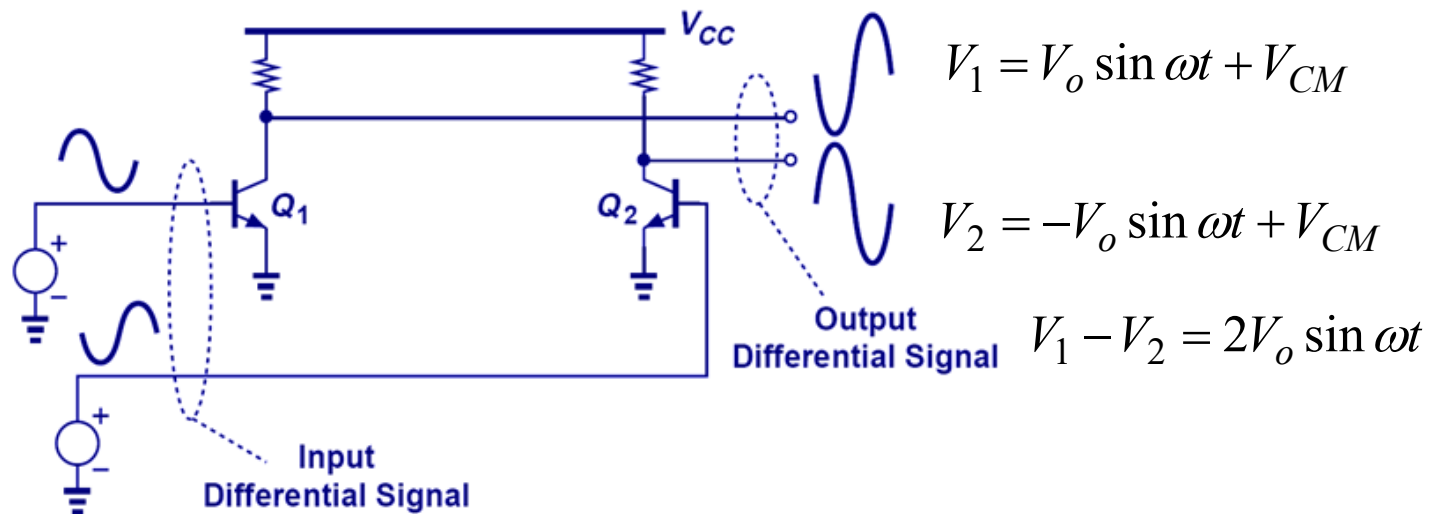 V_CC
V_1 = V_o sin ωt + V_CM
+
Q_1
Q_2
V_2 = −V_o sin ωt + V_CM
−
Output
Differential Signal
V_1 − V_2 = 2V_o sin ωt
+
−
Input
Differential Signal